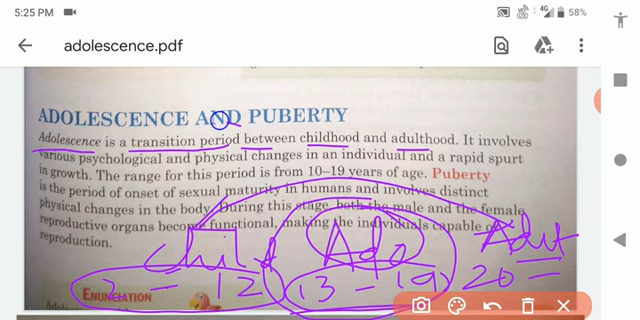 5:25 PM
4G 58%
adolescence.pdf
ADOLESCENCE AND PUBERTY
Adolescence is a transition period between childhood and adulthood. It involves
various psychological and physical changes in an individual and a rapid spurt
in growth. The range for this period is from 10–19 years of age. Puberty
is the period of onset of sexual maturity in humans and involves distinct
physical changes in the body. During this stage, both the male and the female
reproductive organs become functional, making the individuals capable of
reproduction.
Child Ado Adut
– 12 13 – 19 20 –
ENUNCIATION